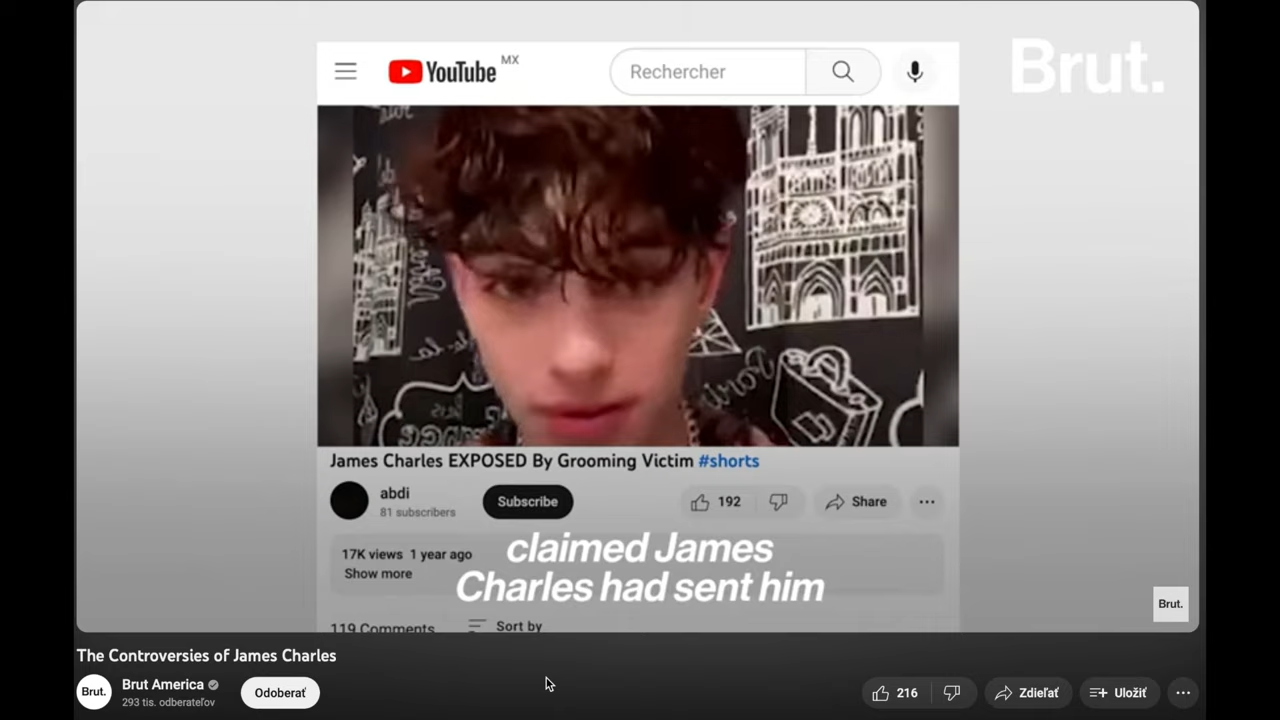 Brut.
YouTube MX
Rechercher
Paris
James Charles EXPOSED By Grooming Victim #shorts
abdi
81 subscribers
Subscribe
192
Share
17K views 1 year ago
Show more
claimed James
Charles had sent him
119 Comments
Sort by
Brut.
The Controversies of James Charles
Brut.
Brut America
293 tis. odberateľov
Odoberať
216
Zdieľať
Uložiť